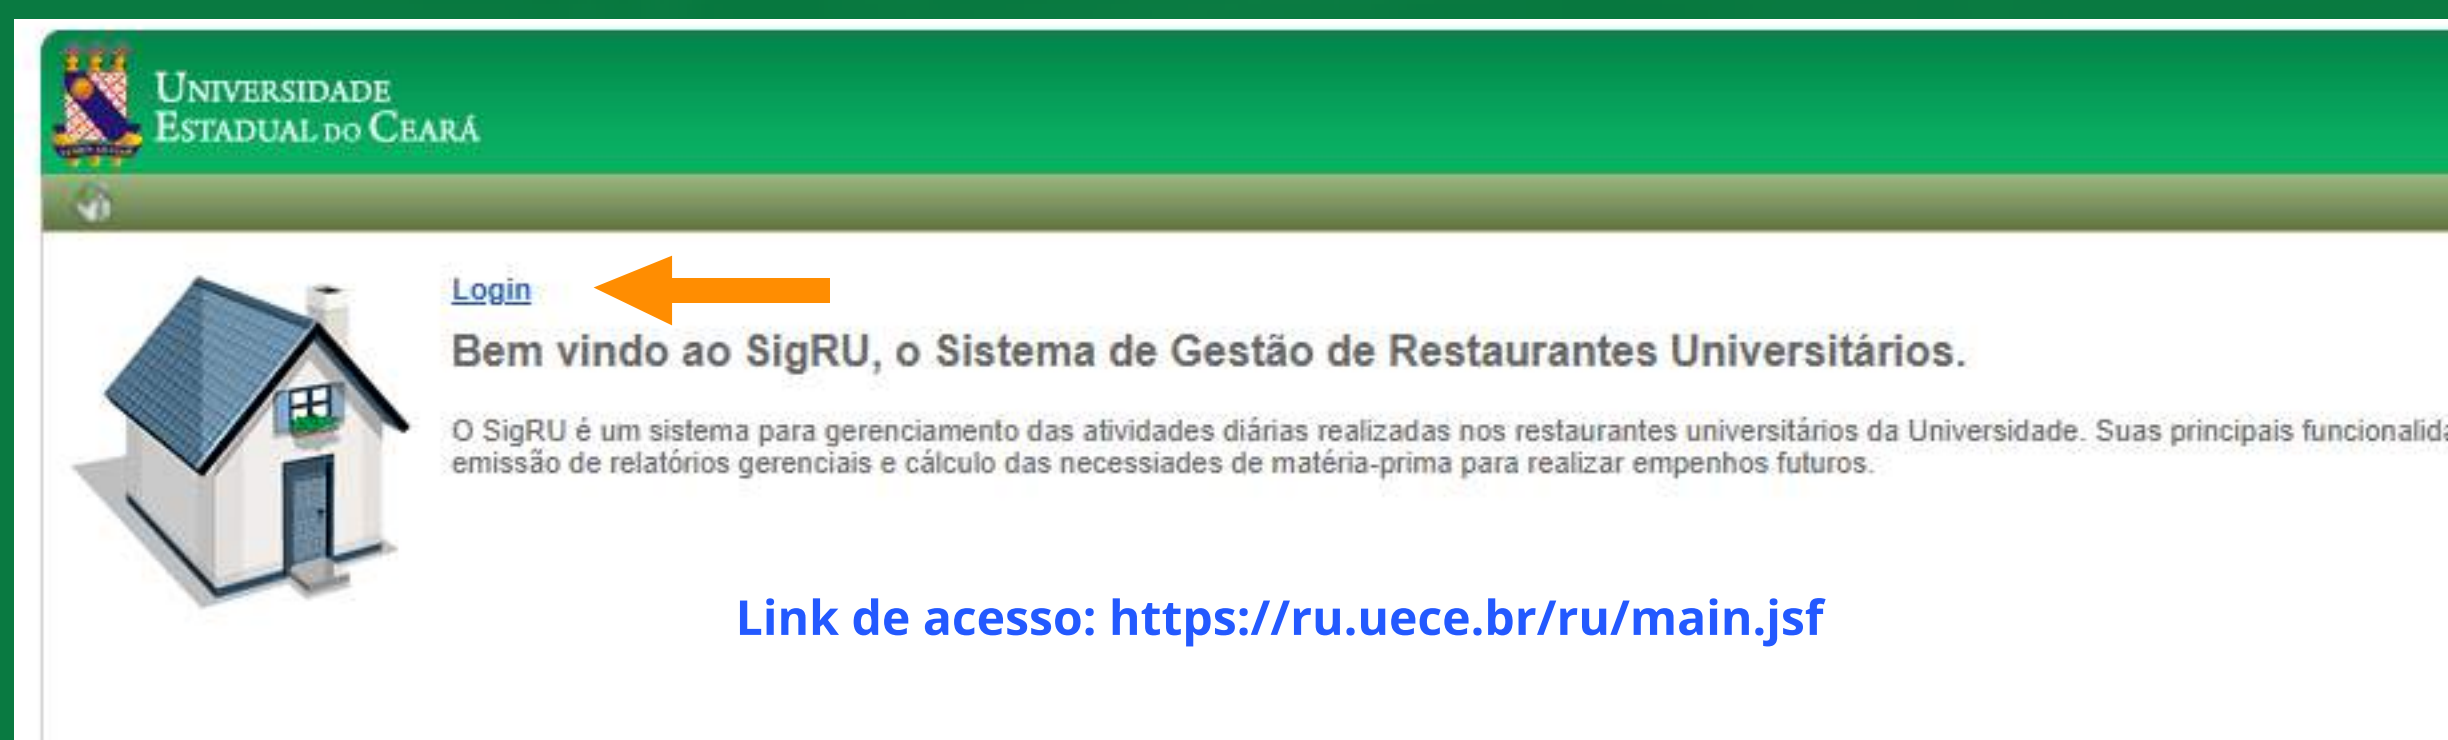 UNIVERSIDADE
ESTADUAL DO CEARÁ
Login
Bem vindo ao SigRU, o Sistema de Gestão de Restaurantes Universitários.
O SigRU é um sistema para gerenciamento das atividades diárias realizadas nos restaurantes universitários da Universidade. Suas principais
emissão de relatórios gerenciais e cálculo das necessiades de matéria-prima para realizar empenhos futuros.
Link de acesso: https://ru.uece.br/ru/main.jsf